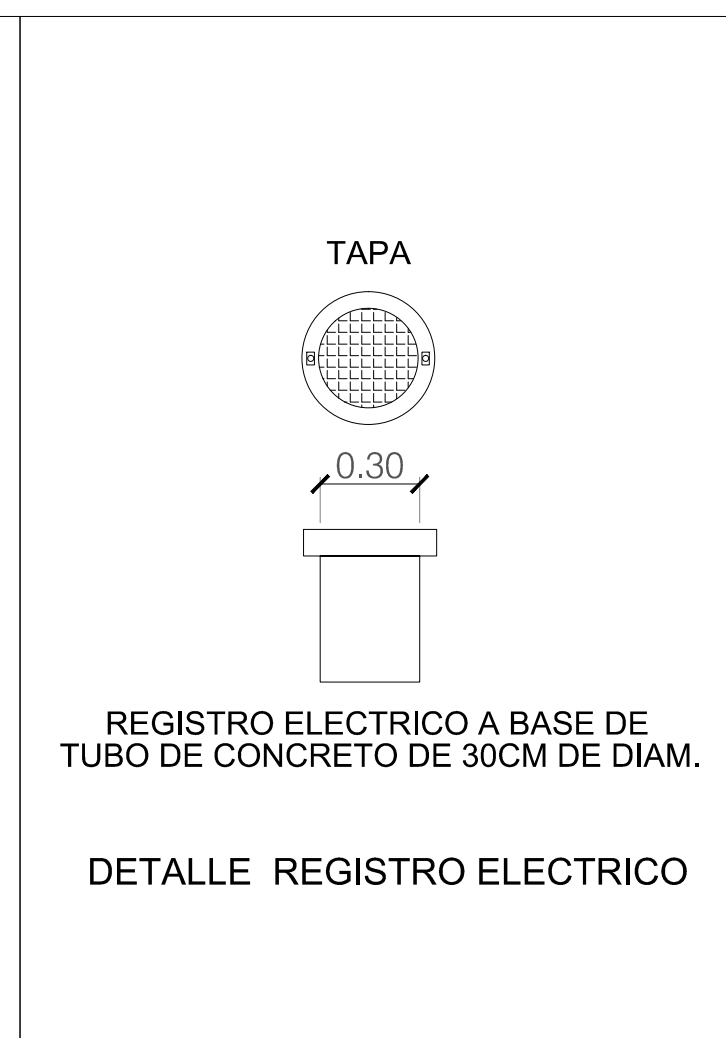 TAPA
0.30
REGISTRO ELECTRICO A BASE DE
TUBO DE CONCRETO DE 30CM DE DIAM.
DETALLE REGISTRO ELECTRICO